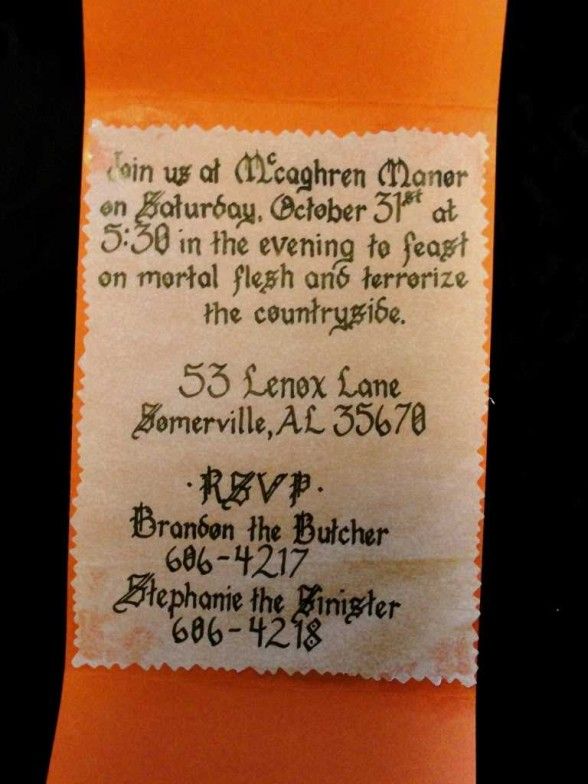 Join us at McCaghren Manor
on Saturday, October 31st at
5:30 in the evening to feast
on mortal flesh and terrorize
the countryside.
53 Lenox Lane
Somerville, AL 35670
·RSVP·
Brandon the Butcher
606-4217
Stephanie the Sinister
606-4218